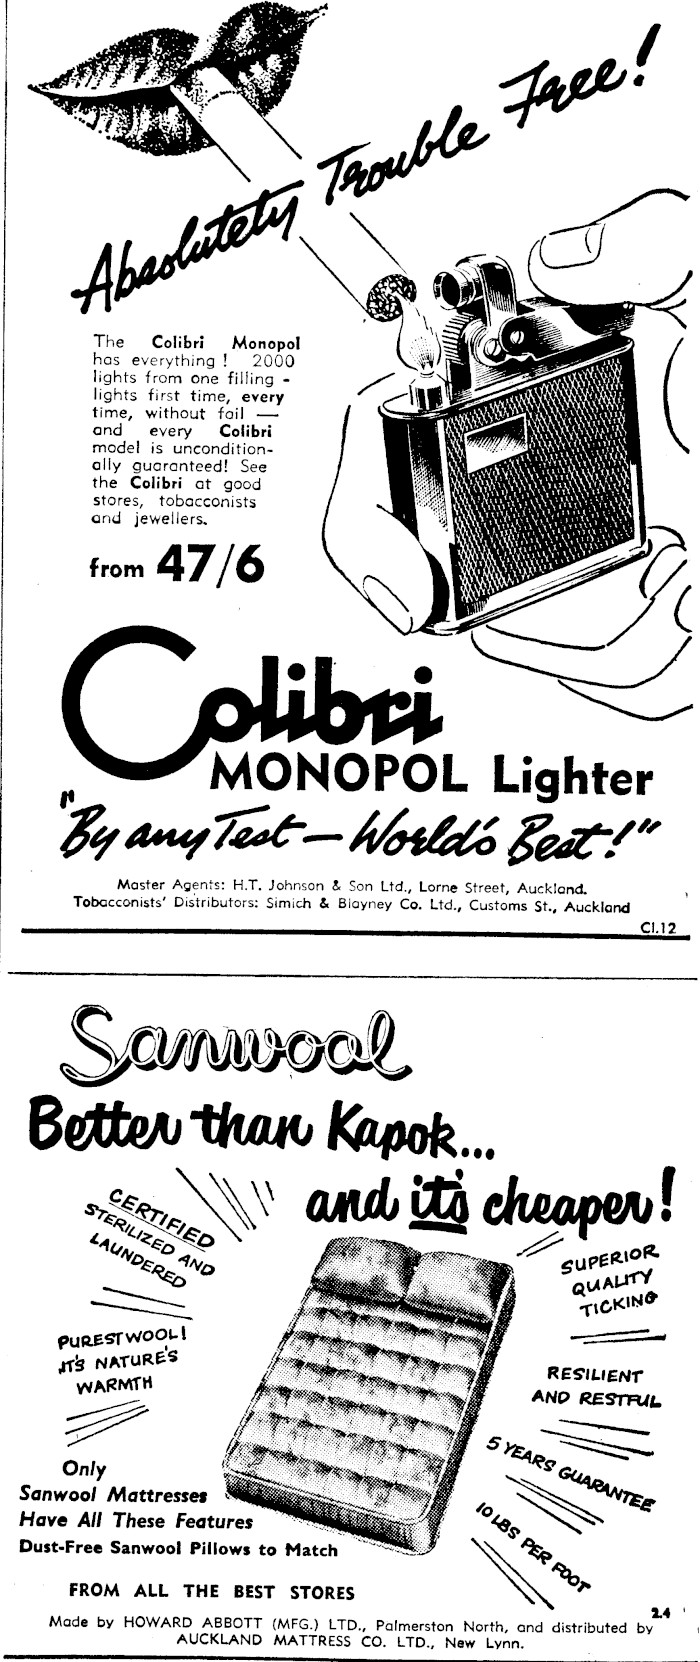 Absolutely Trouble Free!
The Colibri Monopol
has everything! 2000
lights from one filling -
lights first time, every
time, without fail —
and every Colibri
model is uncondition-
ally guaranteed! See
the Colibri at good
stores, tobacconists
and jewellers.
from 47/6
Colibri
MONOPOL Lighter
"By any Test — World's Best!"
Master Agents: H.T. Johnson & Son Ltd., Lorne Street, Auckland.
Tobacconists' Distributors: Simich & Blayney Co. Ltd., Customs St., Auckland
Cl.12
Sanwool
Better than Kapok...
and it's cheaper!
CERTIFIED
STERILIZED AND
LAUNDERED
PUREST WOOL!
IT'S NATURE'S
WARMTH
SUPERIOR
QUALITY
TICKING
RESILIENT
AND RESTFUL
5 YEARS GUARANTEE
10 LBS PER FOOT
Only
Sanwool Mattresses
Have All These Features
Dust-Free Sanwool Pillows to Match
FROM ALL THE BEST STORES
2.4
Made by HOWARD ABBOTT (MFG.) LTD., Palmerston North, and distributed by
AUCKLAND MATTRESS CO. LTD., New Lynn.